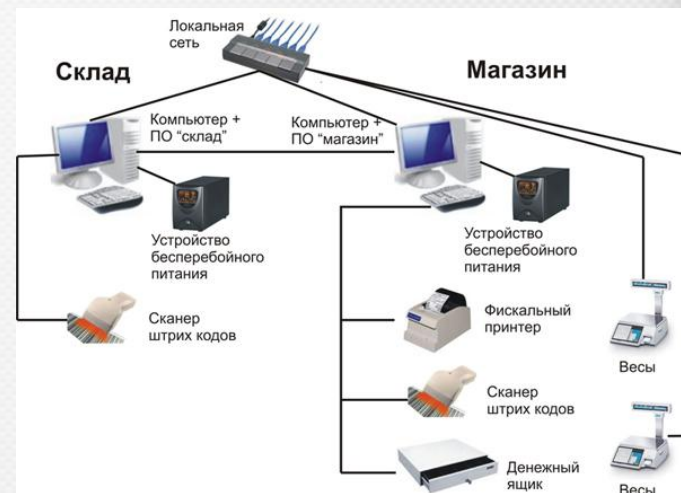 Локальная
сеть
Склад
Магазин
Компьютер +
ПО “склад”
Компьютер +
ПО “магазин”
Устройство
бесперебойного
питания
Устройство
бесперебойного
питания
Сканер
штрих кодов
Фискальный
принтер
Весы
Сканер
штрих кодов
Денежный
ящик
Весы